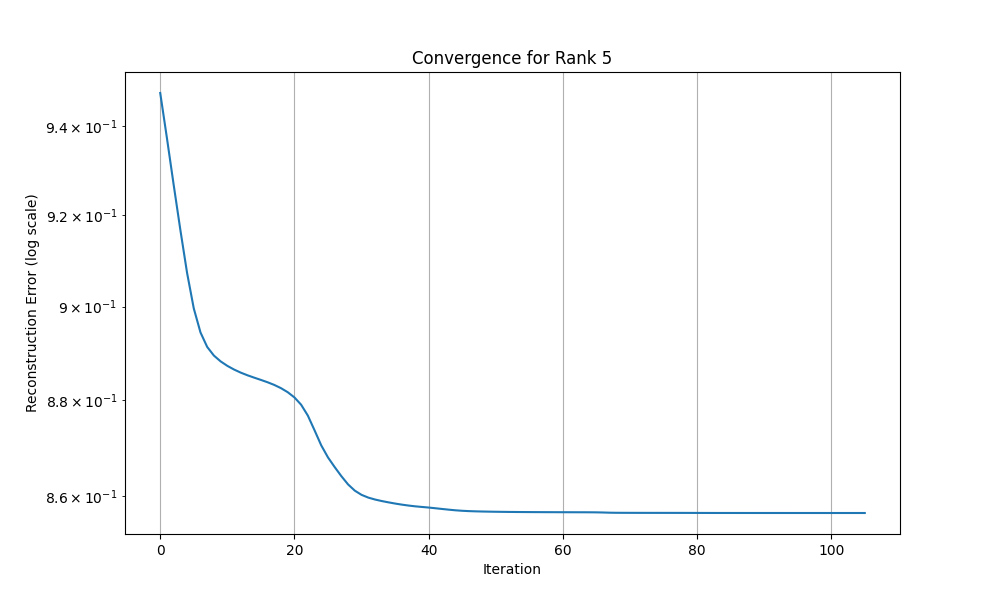 Convergence for Rank 5
Reconstruction Error (log scale)
9.4 × 10⁻¹
9.2 × 10⁻¹
9 × 10⁻¹
8.8 × 10⁻¹
8.6 × 10⁻¹
0 20 40 60 80 100
Iteration